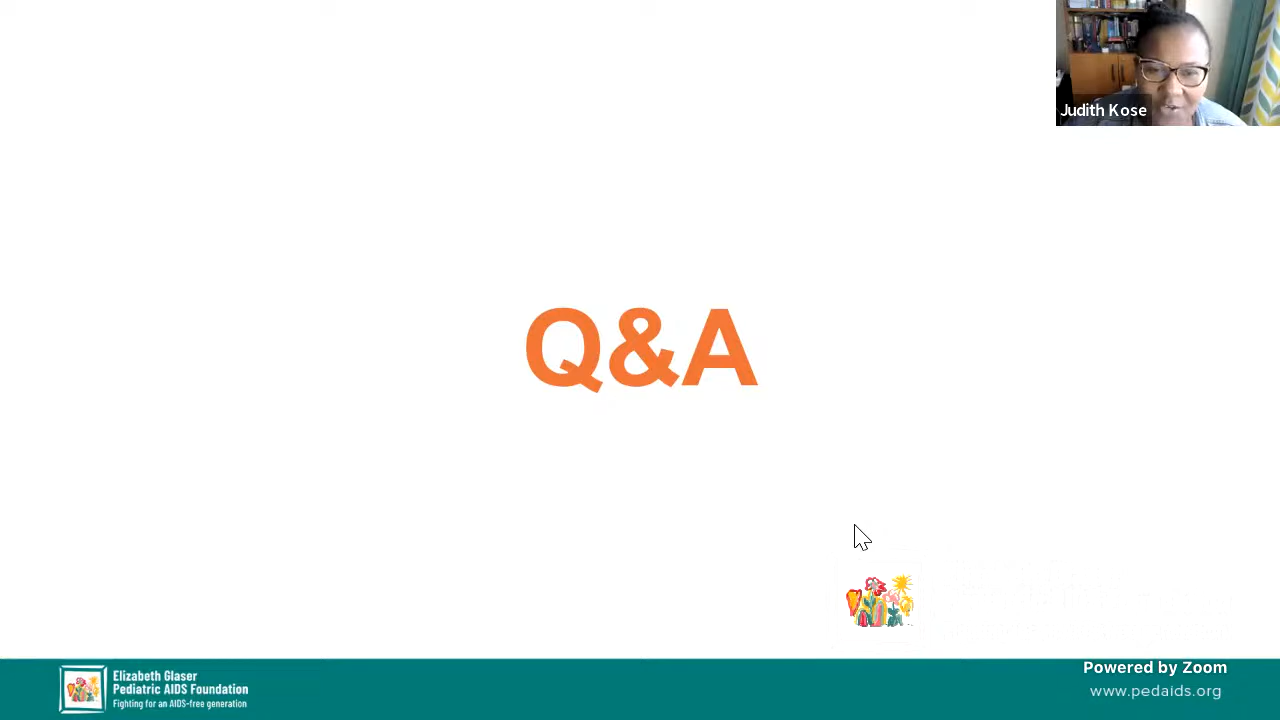 Judith Kose
Q&A
Elizabeth Glaser
Pediatric AIDS Foundation
Fighting for an AIDS-free generation
Powered by Zoom
www.pedaids.org